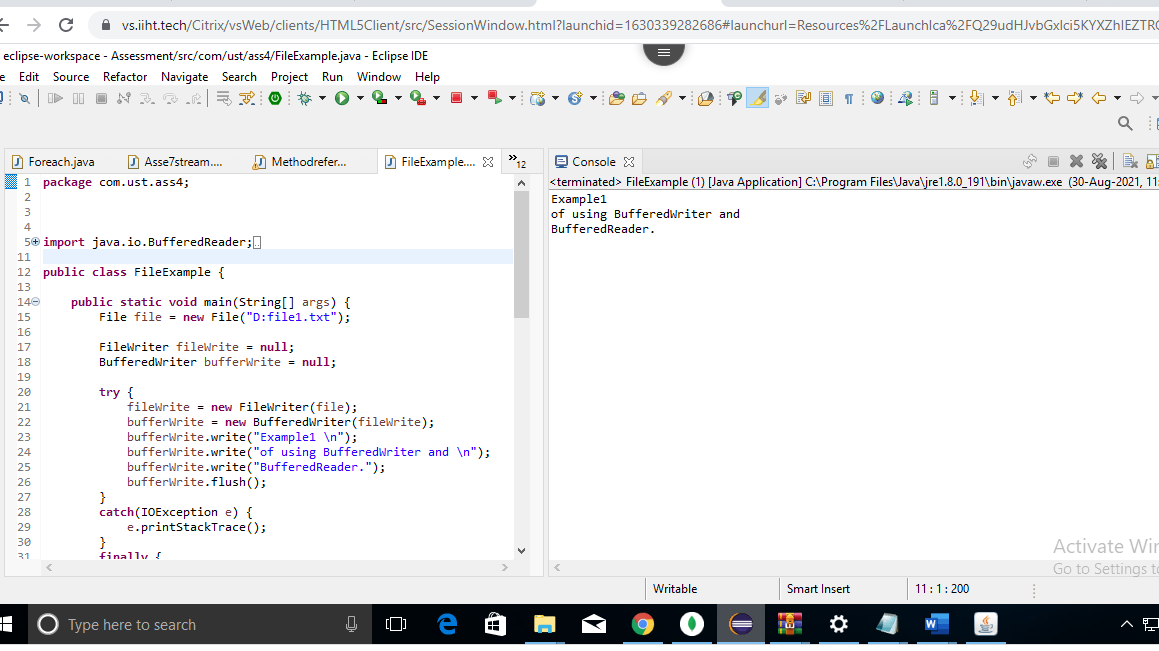 vs.iiht.tech/Citrix/vsWeb/clients/HTML5Client/src/SessionWindow.html?launchid=1630339282686#launchurl=Resources%2FLaunchIca%2FQ29udHJvbGxlci5KYXZhIEZTR
eclipse-workspace - Assessment/src/com/ust/ass4/FileExample.java - Eclipse IDE
e Edit Source Refactor Navigate Search Project Run Window Help
Foreach.java Asse7stream.... Methodrefer... FileExample.... »12 Console
<terminated> FileExample (1) [Java Application] C:\Program Files\Java\jre1.8.0_191\bin\javaw.exe (30-Aug-2021, 11:
1 package com.ust.ass4;
2
3
4
5 import java.io.BufferedReader;
11
12 public class FileExample {
13
14 public static void main(String[] args) {
15 File file = new File("D:file1.txt");
16
17 FileWriter fileWrite = null;
18 BufferedWriter bufferWrite = null;
19
20 try {
21 fileWrite = new FileWriter(file);
22 bufferWrite = new BufferedWriter(fileWrite);
23 bufferWrite.write("Example1 \n");
24 bufferWrite.write("of using BufferedWriter and \n");
25 bufferWrite.write("BufferedReader.");
26 bufferWrite.flush();
27 }
28 catch(IOException e) {
29 e.printStackTrace();
30 }
31 finally {
Example1
of using BufferedWriter and
BufferedReader.
Activate Win
Go to Settings to
Writable Smart Insert 11 : 1 : 200
Type here to search